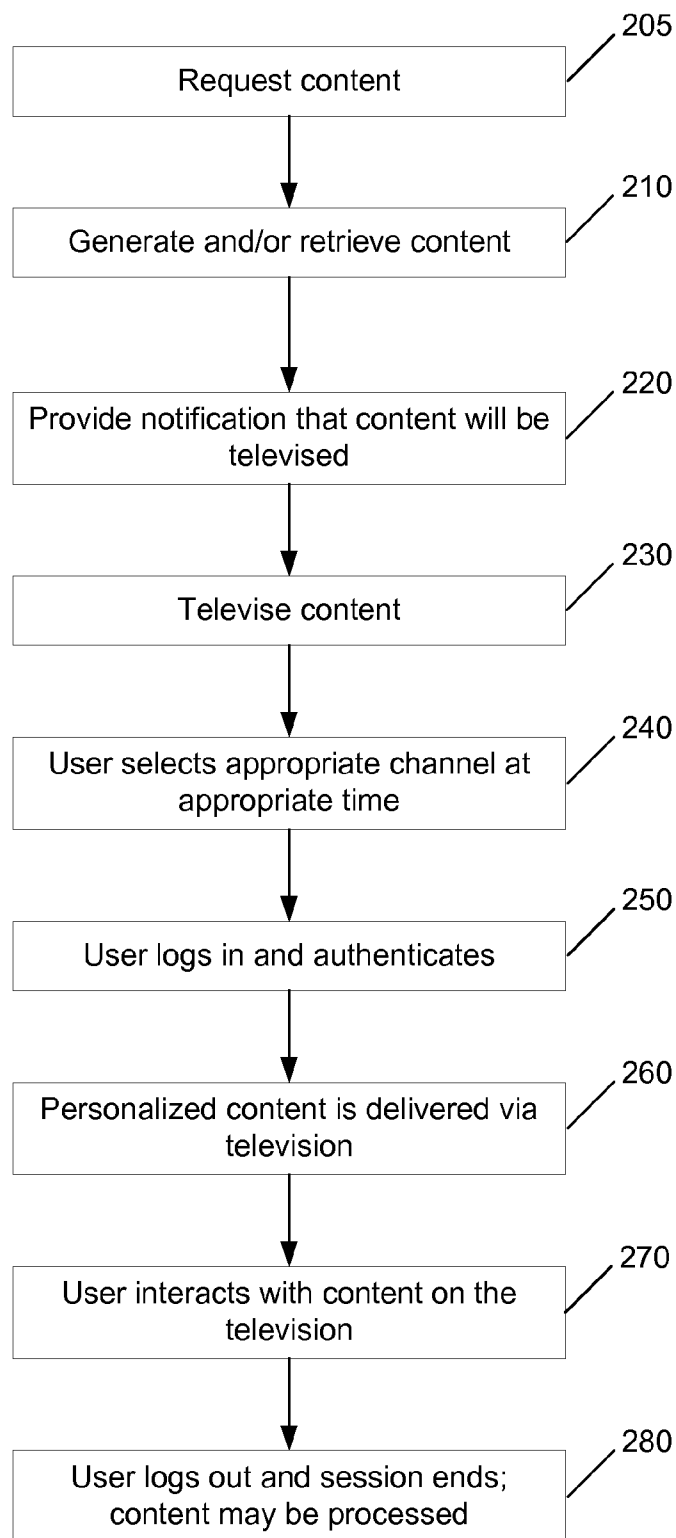 205
Request content
210
Generate and/or retrieve content
220
Provide notification that content will be
televised
230
Televise content
240
User selects appropriate channel at
appropriate time
250
User logs in and authenticates
260
Personalized content is delivered via
television
270
User interacts with content on the
television
280
User logs out and session ends;
content may be processed